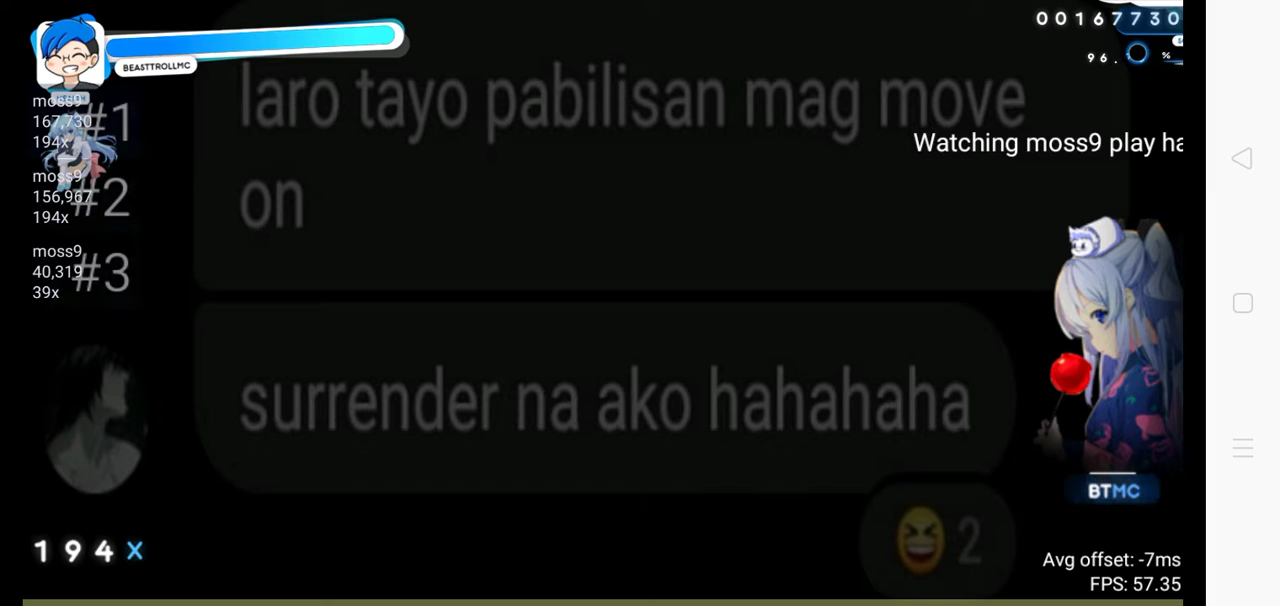 00167730
BEASTTROLLMC
96.
%
laro tayo pabilisan mag move
on
moss9
167,730
194x
#1
Watching moss9 play ha
moss9
156,967
194x
#2
moss9
40,319
39x
#3
surrender na ako hahahaha
BTMC
2
194x
Avg offset: -7ms
FPS: 57.35